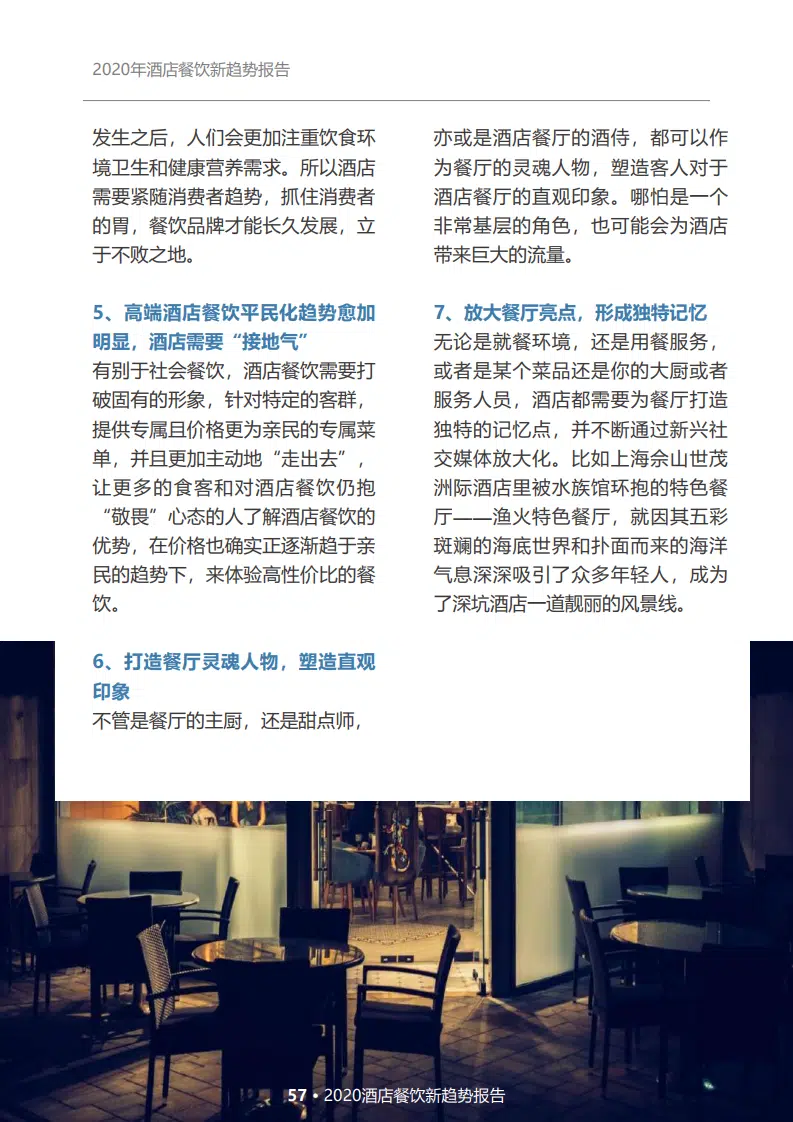 2020年酒店餐饮新趋势报告
发生之后，人们会更加注重饮食环
境卫生和健康营养需求。所以酒店
需要紧随消费者趋势，抓住消费者
的胃，餐饮品牌才能长久发展，立
于不败之地。
5、高端酒店餐饮平民化趋势愈加
明显，酒店需要“接地气”
有别于社会餐饮，酒店餐饮需要打
破固有的形象，针对特定的客群，
提供专属且价格更为亲民的专属菜
单，并且更加主动地“走出去”，
让更多的食客和对酒店餐饮仍抱
“敬畏”心态的人了解酒店餐饮的
优势，在价格也确实正逐渐趋于亲
民的趋势下，来体验高性价比的餐
饮。
6、打造餐厅灵魂人物，塑造直观
印象
不管是餐厅的主厨，还是甜点师，
亦或是酒店餐厅的酒侍，都可以作
为餐厅的灵魂人物，塑造客人对于
酒店餐厅的直观印象。哪怕是一个
非常基层的角色，也可能会为酒店
带来巨大的流量。
7、放大餐厅亮点，形成独特记忆
无论是就餐环境，还是用餐服务，
或者是某个菜品还是你的大厨或者
服务人员，酒店都需要为餐厅打造
独特的记忆点，并不断通过新兴社
交媒体放大化。比如上海佘山世茂
洲际酒店里被水族馆环抱的特色餐
厅——渔火特色餐厅，就因其五彩
斑斓的海底世界和扑面而来的海洋
气息深深吸引了众多年轻人，成为
了深坑酒店一道靓丽的风景线。
57 • 2020酒店餐饮新趋势报告